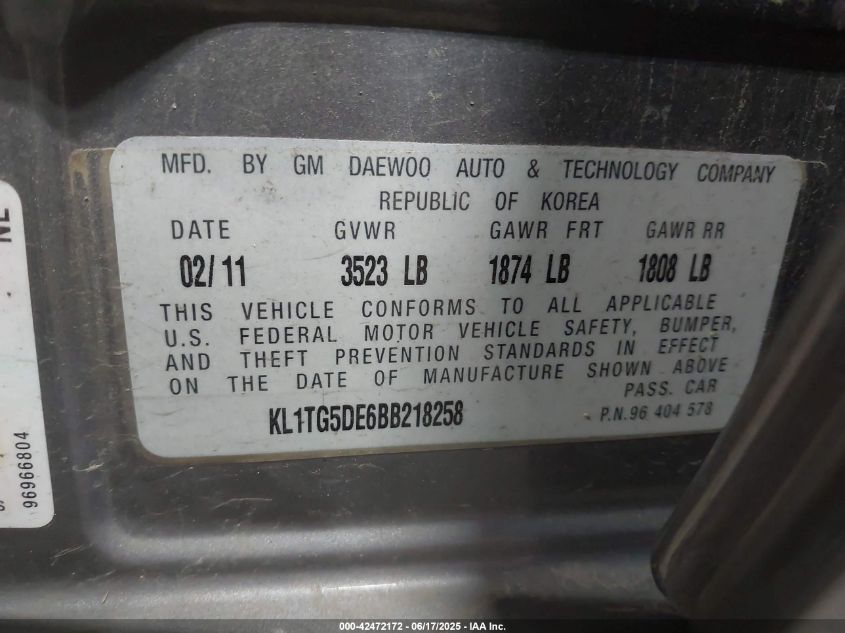 MFD. BY GM DAEWOO AUTO & TECHNOLOGY COMPANY
REPUBLIC OF KOREA
DATE GVWR GAWR FRT GAWR RR
02/11 3523 LB 1874 LB 1808 LB
THIS VEHICLE CONFORMS TO ALL APPLICABLE
U.S. FEDERAL MOTOR VEHICLE SAFETY, BUMPER,
AND THEFT PREVENTION STANDARDS IN EFFECT
ON THE DATE OF MANUFACTURE SHOWN ABOVE
PASS. CAR
KL1TG5DE6BB218258 P.N.96 404 578
NL
96966804
000-42472172 - 06/17/2025 - IAA Inc.